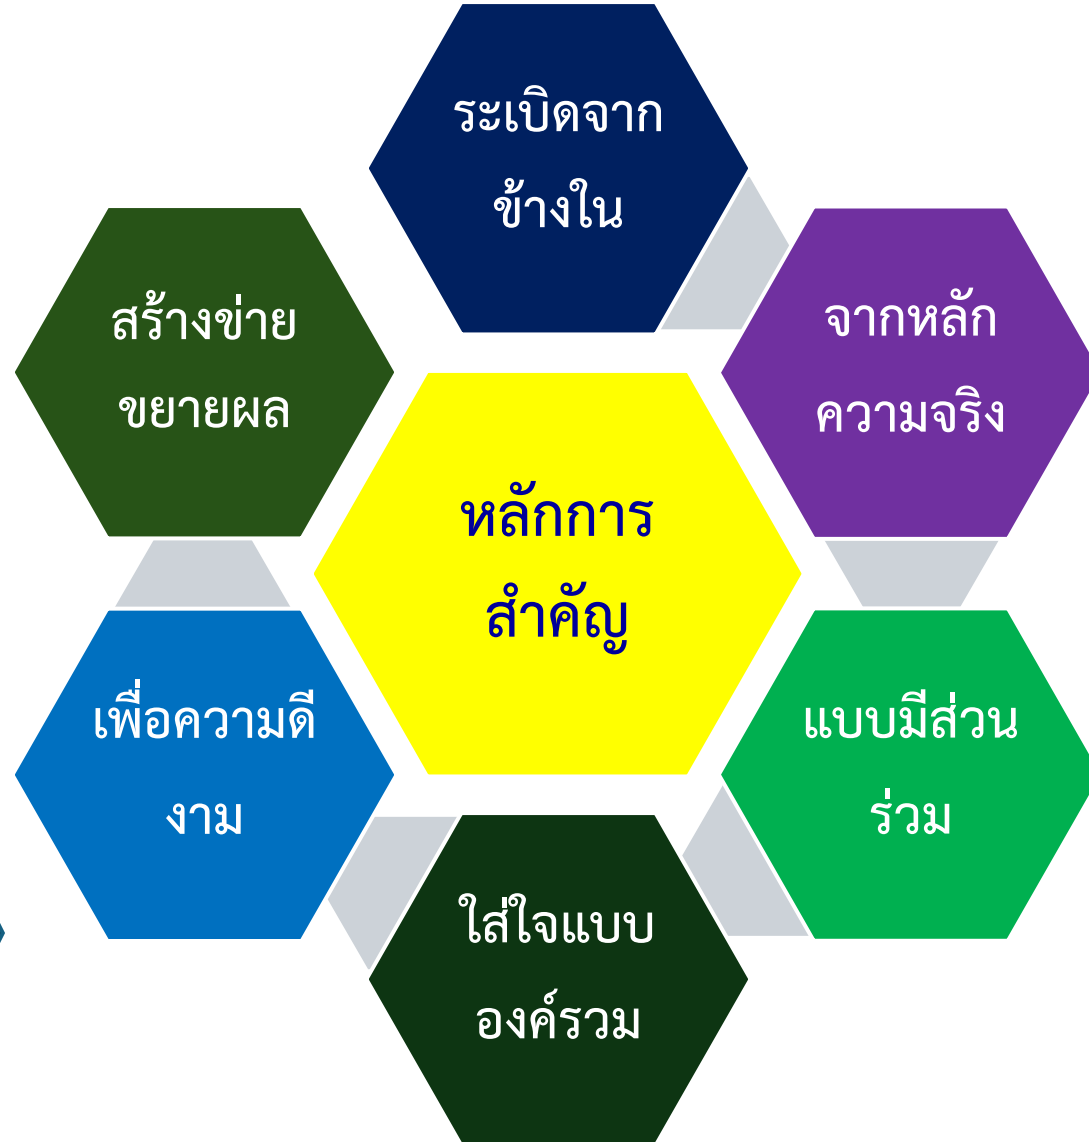 ระเบิดจาก
ข้างใน
จากหลัก
ความจริง
แบบมีส่วน
ร่วม
ใส่ใจแบบ
องค์รวม
เพื่อความดี
งาม
สร้างข่าย
ขยายผล
หลักการ
สำคัญ